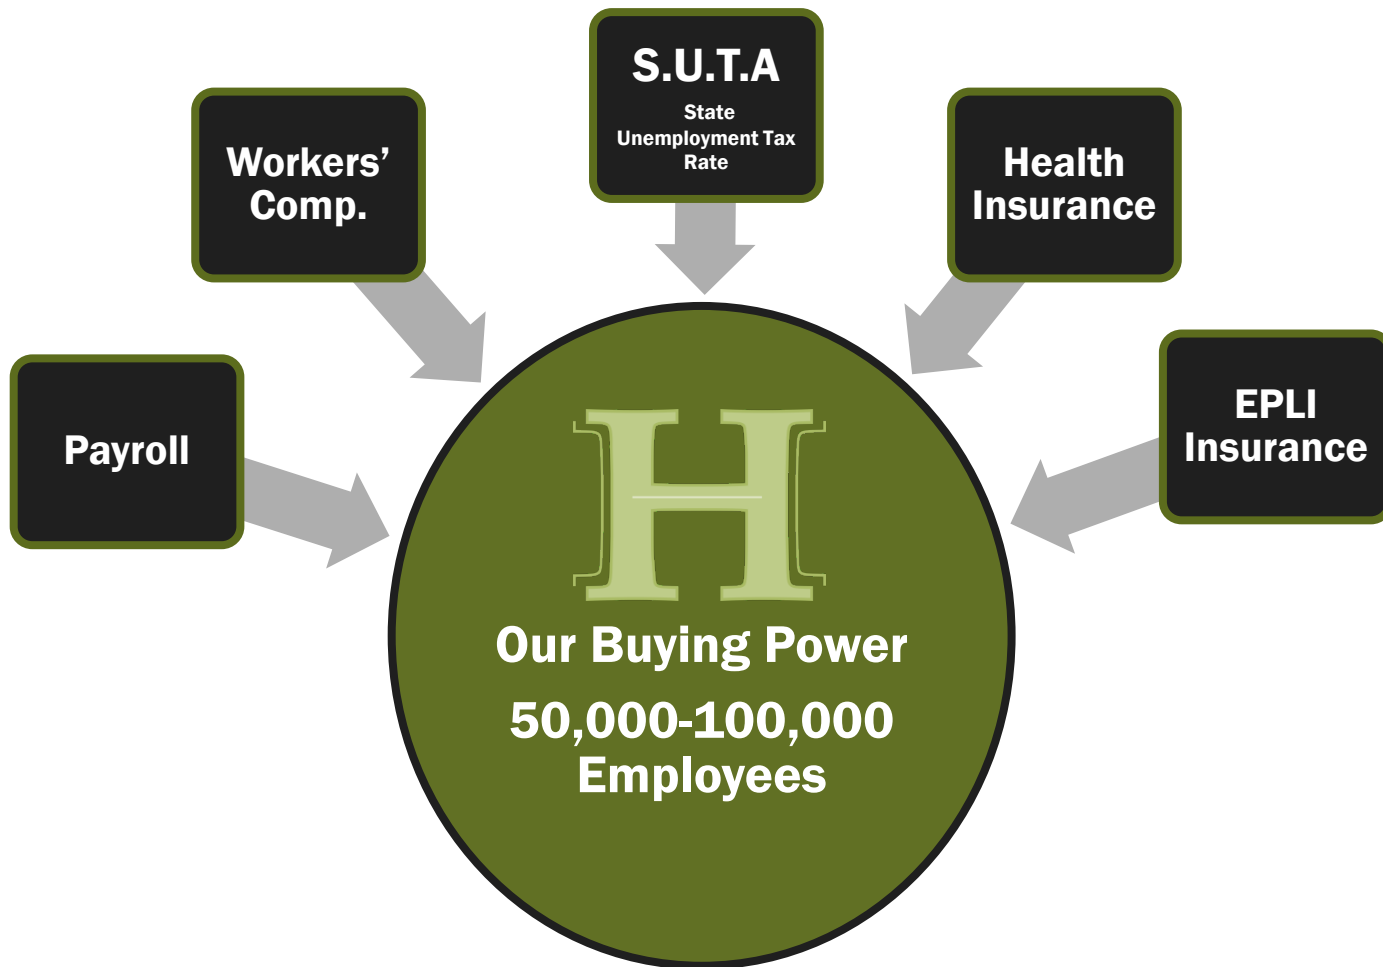 S.U.T.A
State
Unemployment Tax
Rate
Workers’
Comp.
Health
Insurance
Payroll
EPLI
Insurance
H
Our Buying Power
50,000-100,000
Employees